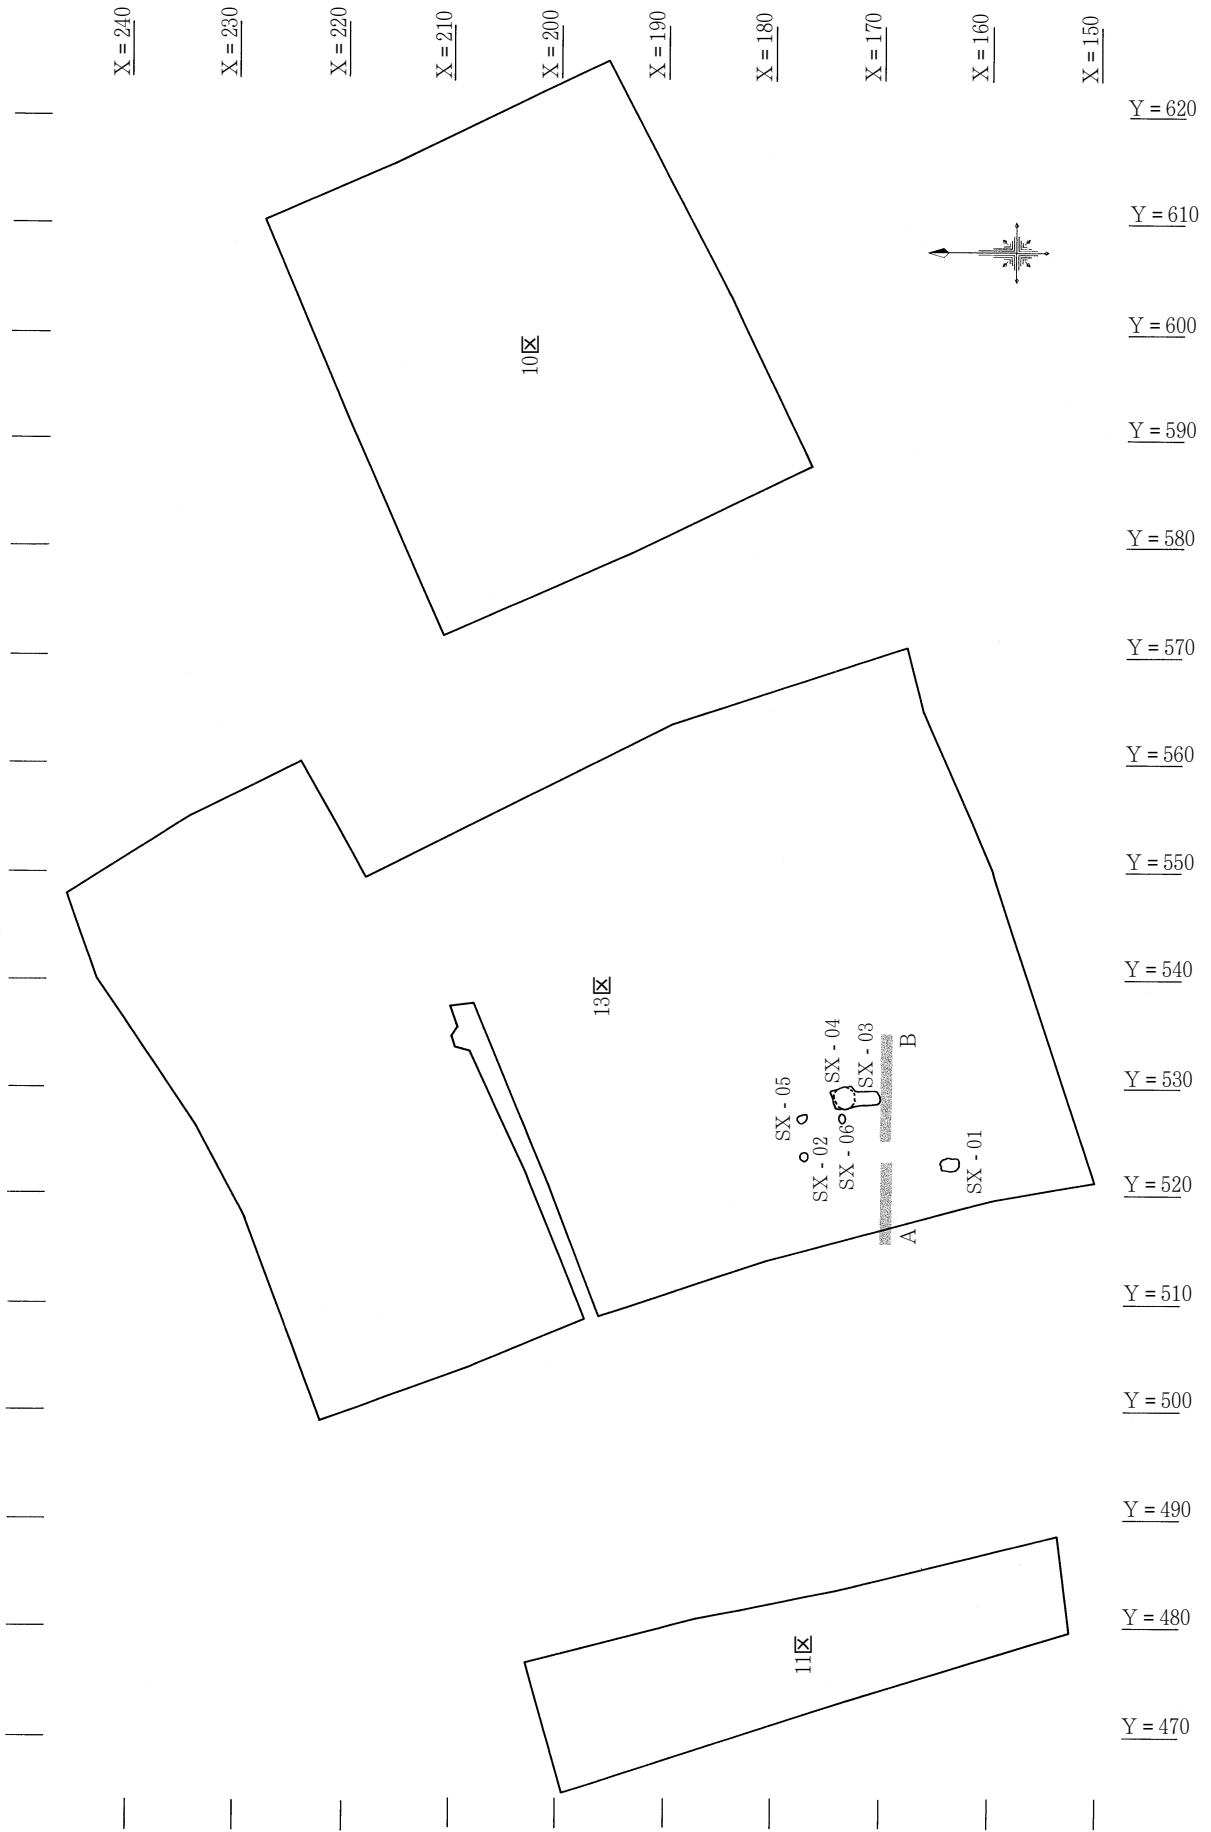 X = 240
X = 230
X = 220
X = 210
X = 200
X = 190
X = 180
X = 170
X = 160
X = 150
Y = 620
Y = 610
Y = 600
Y = 590
Y = 580
Y = 570
Y = 560
Y = 550
Y = 540
Y = 530
Y = 520
Y = 510
Y = 500
Y = 490
Y = 480
Y = 470
10区
13区
SX - 05
SX - 04
SX - 03
SX - 02
SX - 06
SX - 01
B
A
11区